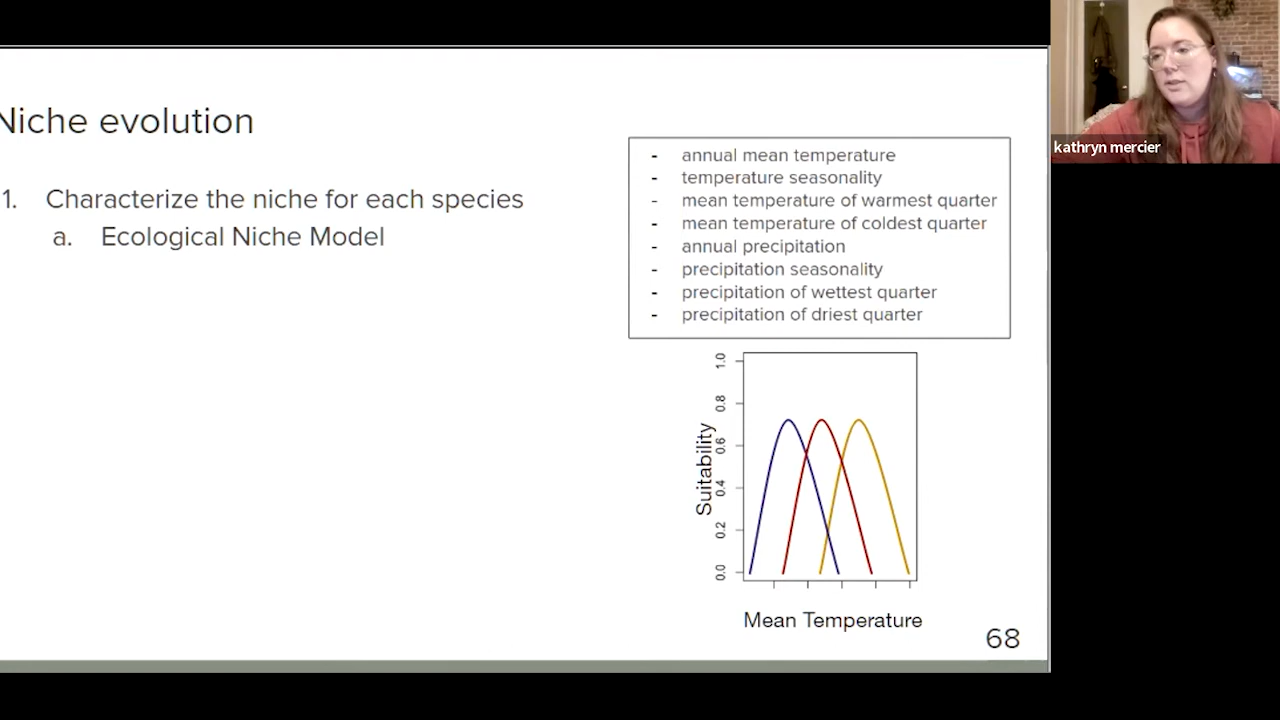 Niche evolution
1. Characterize the niche for each species
a. Ecological Niche Model
- annual mean temperature
- temperature seasonality
- mean temperature of warmest quarter
- mean temperature of coldest quarter
- annual precipitation
- precipitation seasonality
- precipitation of wettest quarter
- precipitation of driest quarter
1.0
0.8
0.6
0.4
0.2
0.0
Suitability
Mean Temperature
68
kathryn mercier